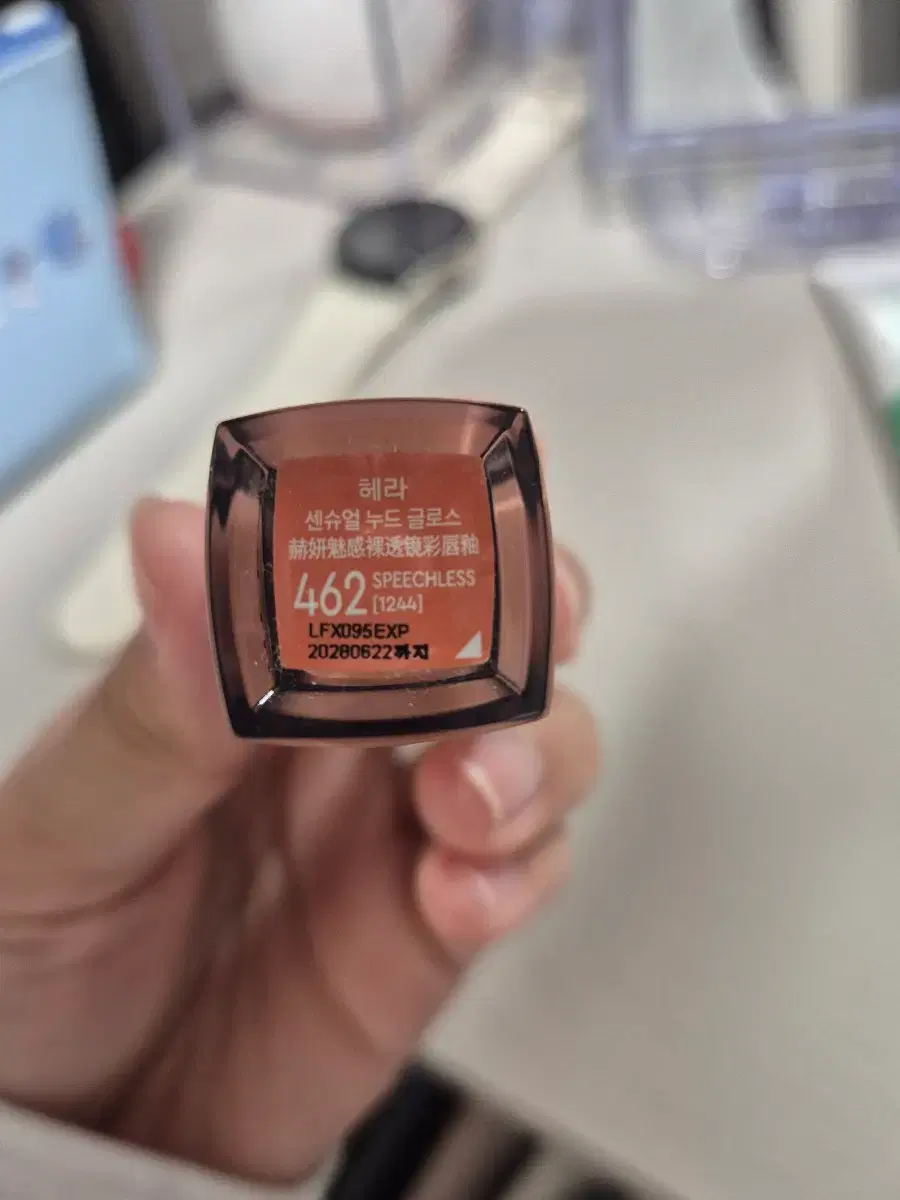 헤라
센슈얼 누드 글로스
赫妍魅感裸透镜彩唇釉
462 SPEECHLESS
[1244]
LFX095EXP
20280622까지